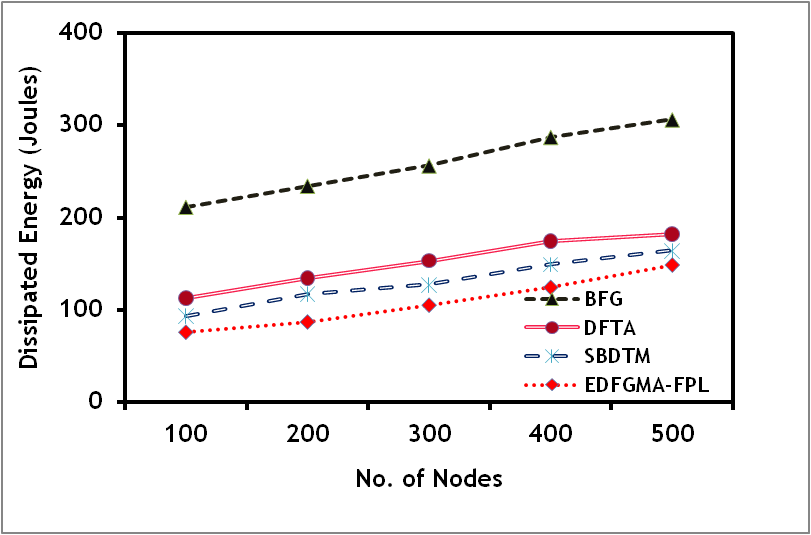 Dissipated Energy (Joules)
400
300
200
100
0
100 200 300 400 500
No. of Nodes
BFG
DFTA
SBDTM
EDFGMA-FPL